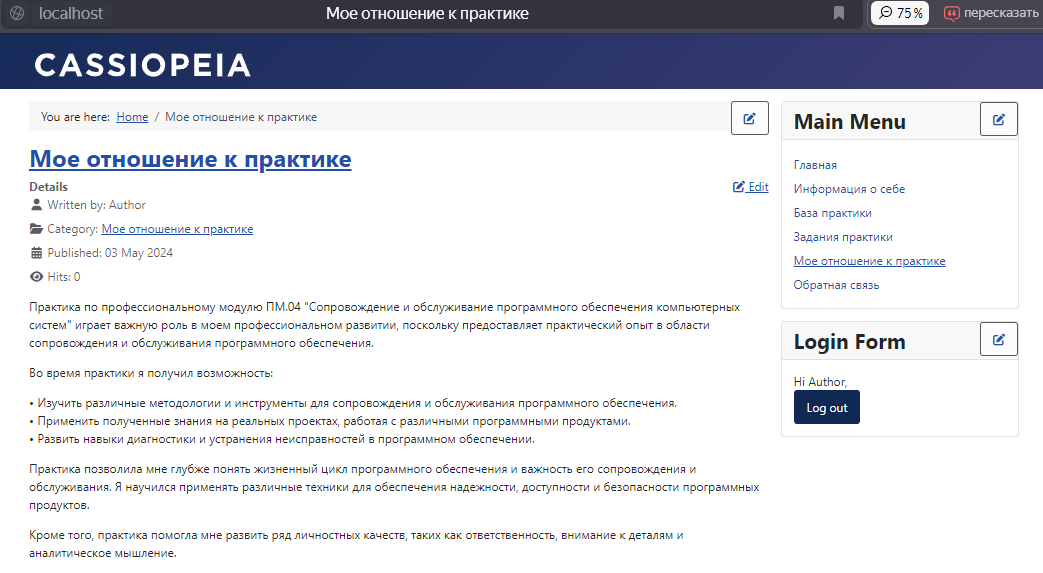 localhost
Мое отношение к практике
75 %
пересказать
CASSIOPEIA
You are here: Home / Мое отношение к практике
Мое отношение к практике
Details
Edit
Written by: Author
Category: Мое отношение к практике
Published: 03 May 2024
Hits: 0
Практика по профессиональному модулю ПМ.04 "Сопровождение и обслуживание программного обеспечения компьютерных
систем" играет важную роль в моем профессиональном развитии, поскольку предоставляет практический опыт в области
сопровождения и обслуживания программного обеспечения.
Во время практики я получил возможность:
• Изучить различные методологии и инструменты для сопровождения и обслуживания программного обеспечения.
• Применить полученные знания на реальных проектах, работая с различными программными продуктами.
• Развить навыки диагностики и устранения неисправностей в программном обеспечении.
Практика позволила мне глубже понять жизненный цикл программного обеспечения и важность его сопровождения и
обслуживания. Я научился применять различные техники для обеспечения надежности, доступности и безопасности программных
продуктов.
Кроме того, практика помогла мне развить ряд личностных качеств, таких как ответственность, внимание к деталям и
аналитическое мышление.
Main Menu
Главная
Информация о себе
База практики
Задания практики
Мое отношение к практике
Обратная связь
Login Form
Hi Author,
Log out